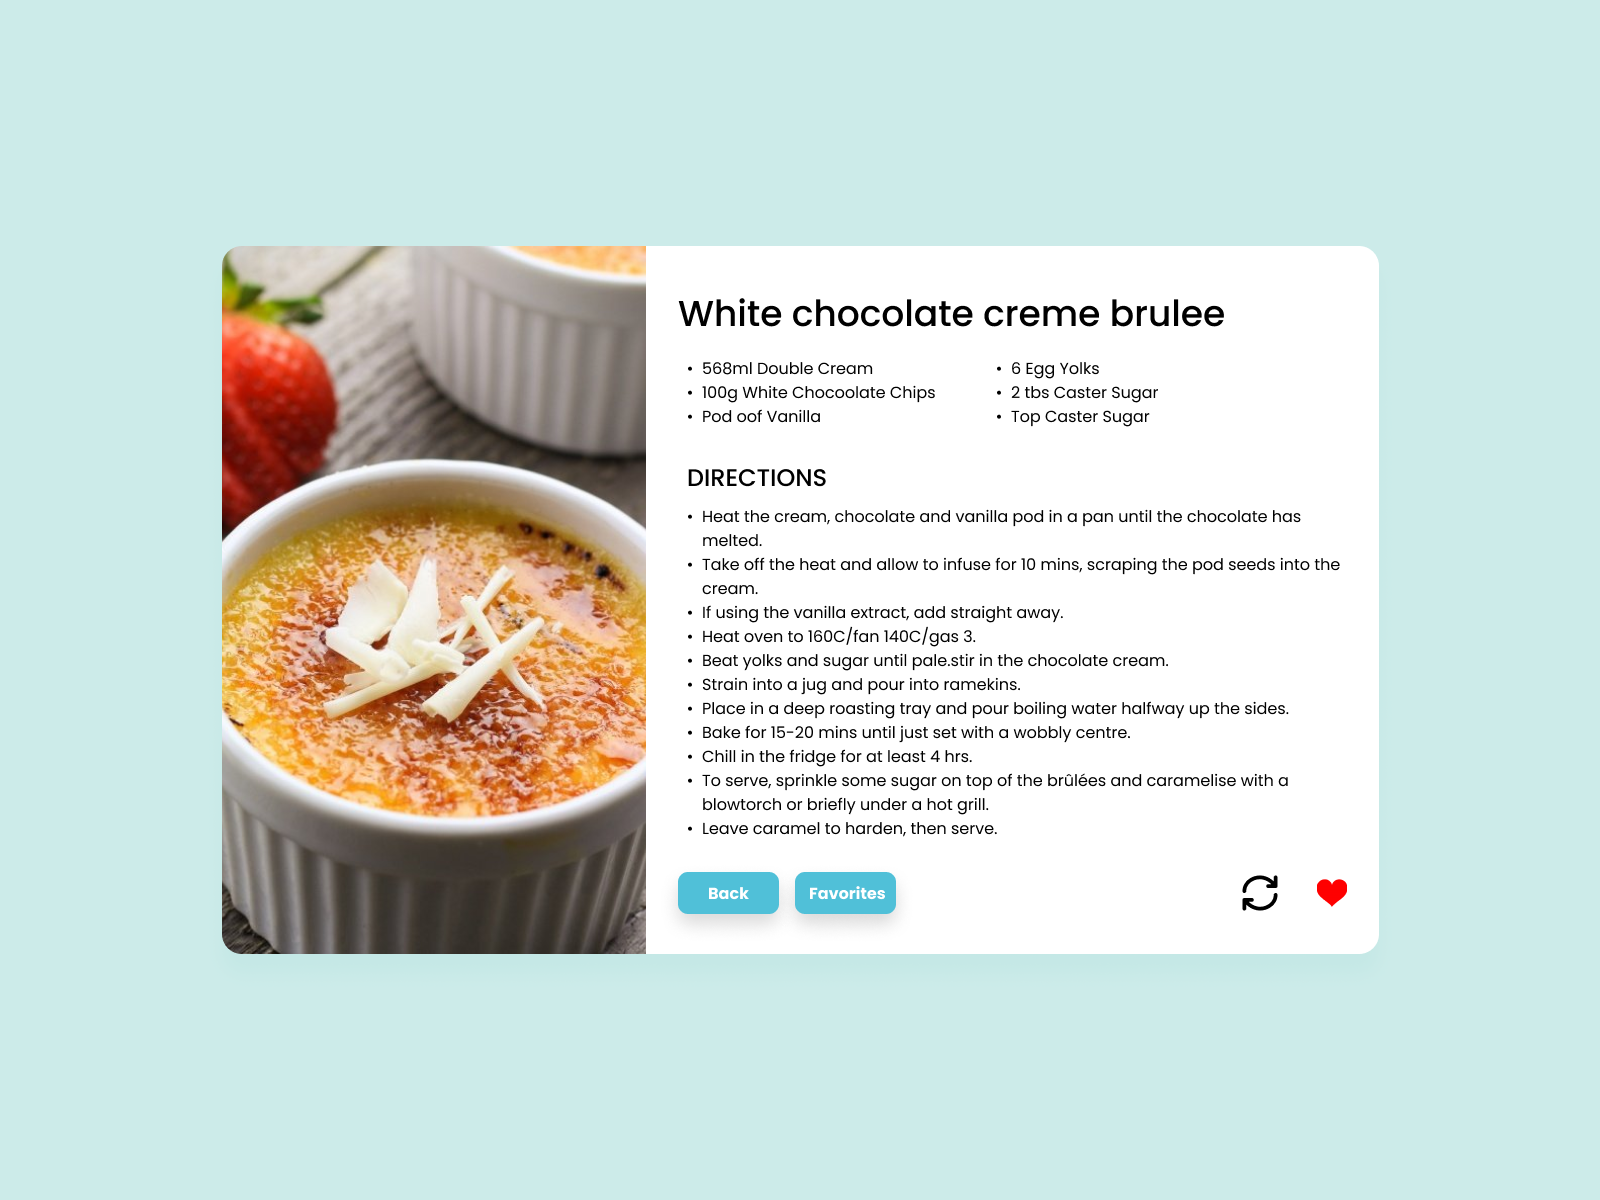 White chocolate creme brulee
• 568ml Double Cream
• 100g White Chocoolate Chips
• Pod oof Vanilla
• 6 Egg Yolks
• 2 tbs Caster Sugar
• Top Caster Sugar
DIRECTIONS
• Heat the cream, chocolate and vanilla pod in a pan until the chocolate has
melted.
• Take off the heat and allow to infuse for 10 mins, scraping the pod seeds into the
cream.
• If using the vanilla extract, add straight away.
• Heat oven to 160C/fan 140C/gas 3.
• Beat yolks and sugar until pale.stir in the chocolate cream.
• Strain into a jug and pour into ramekins.
• Place in a deep roasting tray and pour boiling water halfway up the sides.
• Bake for 15-20 mins until just set with a wobbly centre.
• Chill in the fridge for at least 4 hrs.
• To serve, sprinkle some sugar on top of the brûlées and caramelise with a
blowtorch or briefly under a hot grill.
• Leave caramel to harden, then serve.
Back
Favorites